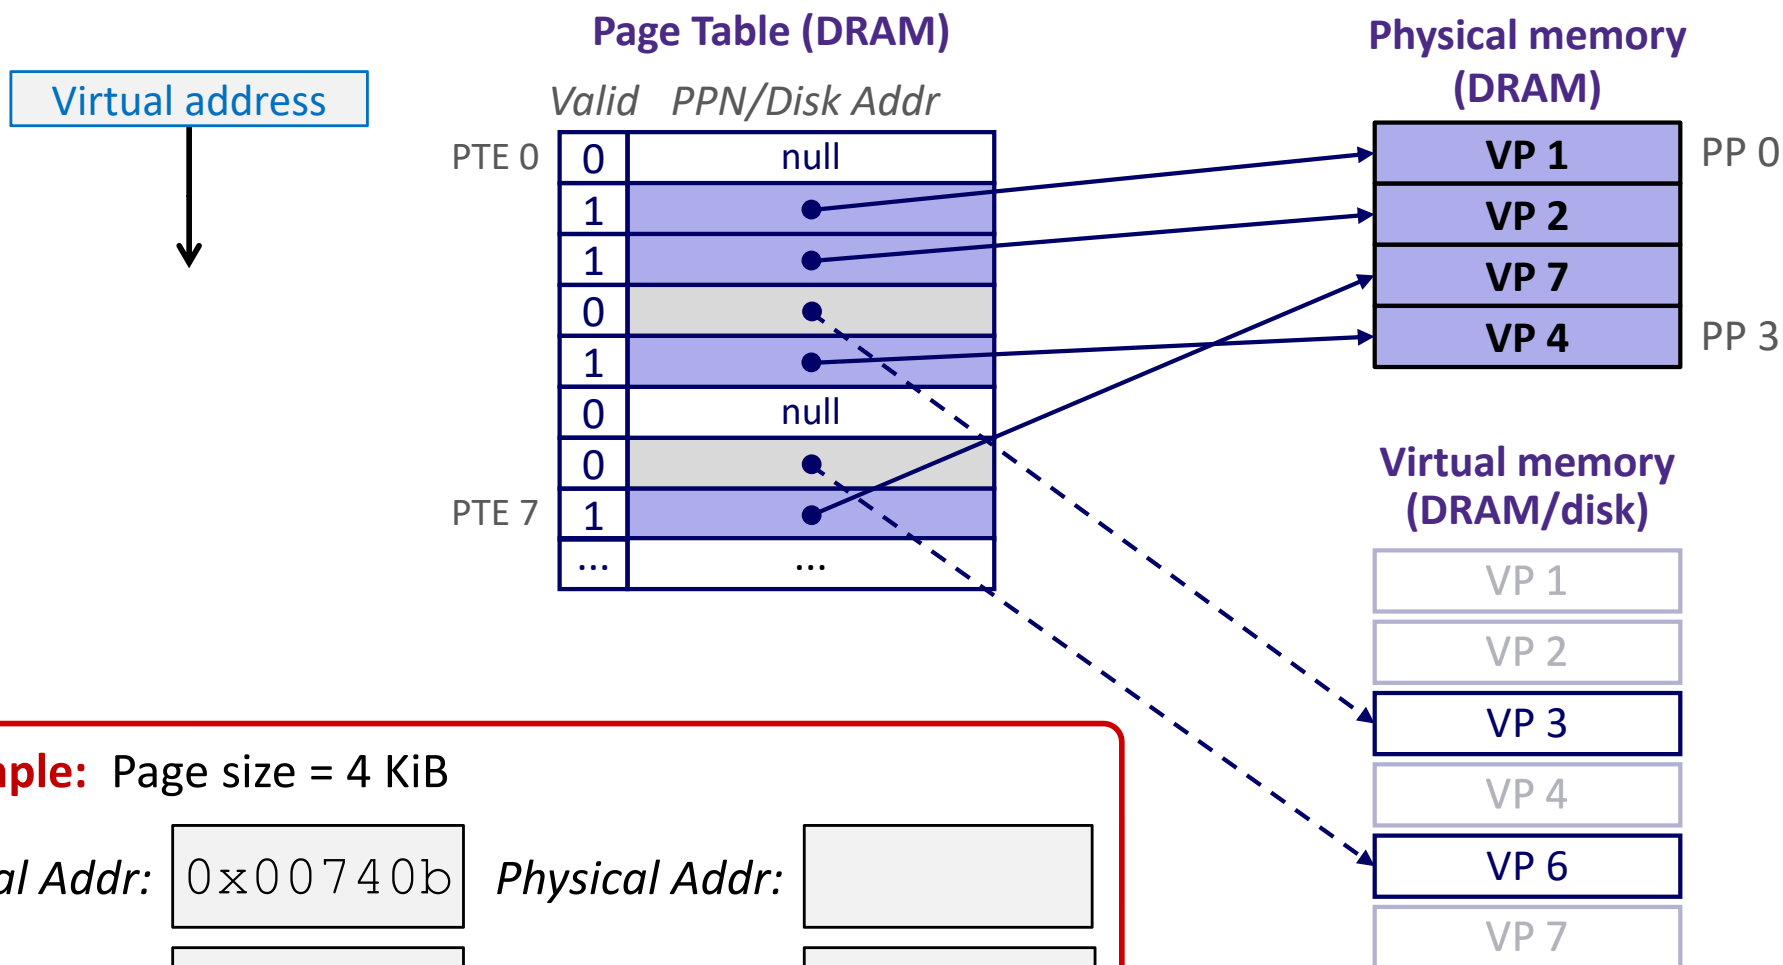 Page Table (DRAM)
Physical memory
(DRAM)
Virtual address
Valid PPN/Disk Addr
PTE 0 0 null
1
1
0
1
0 null
0
PTE 7 1
... ...
VP 1 PP 0
VP 2
VP 7
VP 4 PP 3
Virtual memory
(DRAM/disk)
VP 1
VP 2
VP 3
VP 4
VP 6
VP 7
nple: Page size = 4 KiB
al Addr: 0x00740b Physical Addr: